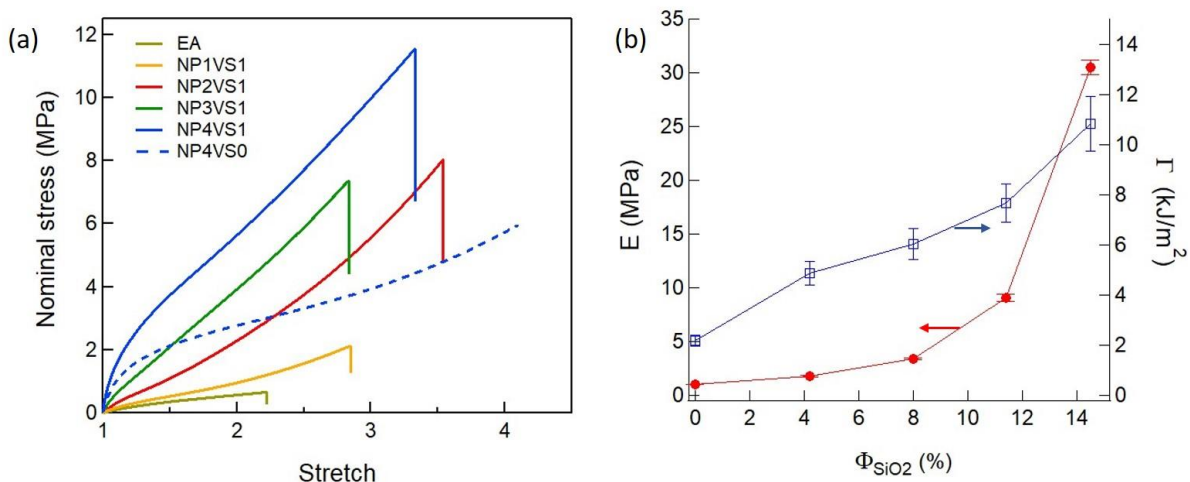 (a)
Nominal stress (MPa)
12
10
8
6
4
2
0
EA
NP1VS1
NP2VS1
NP3VS1
NP4VS1
NP4VS0
1
2
3
4
Stretch
(b)
E (MPa)
35
30
25
20
15
10
5
0
14
12
10
8
6
4
2
0
Γ (kJ/m²)
0
2
4
6
8
10
12
14
Φ_SiO2 (%)